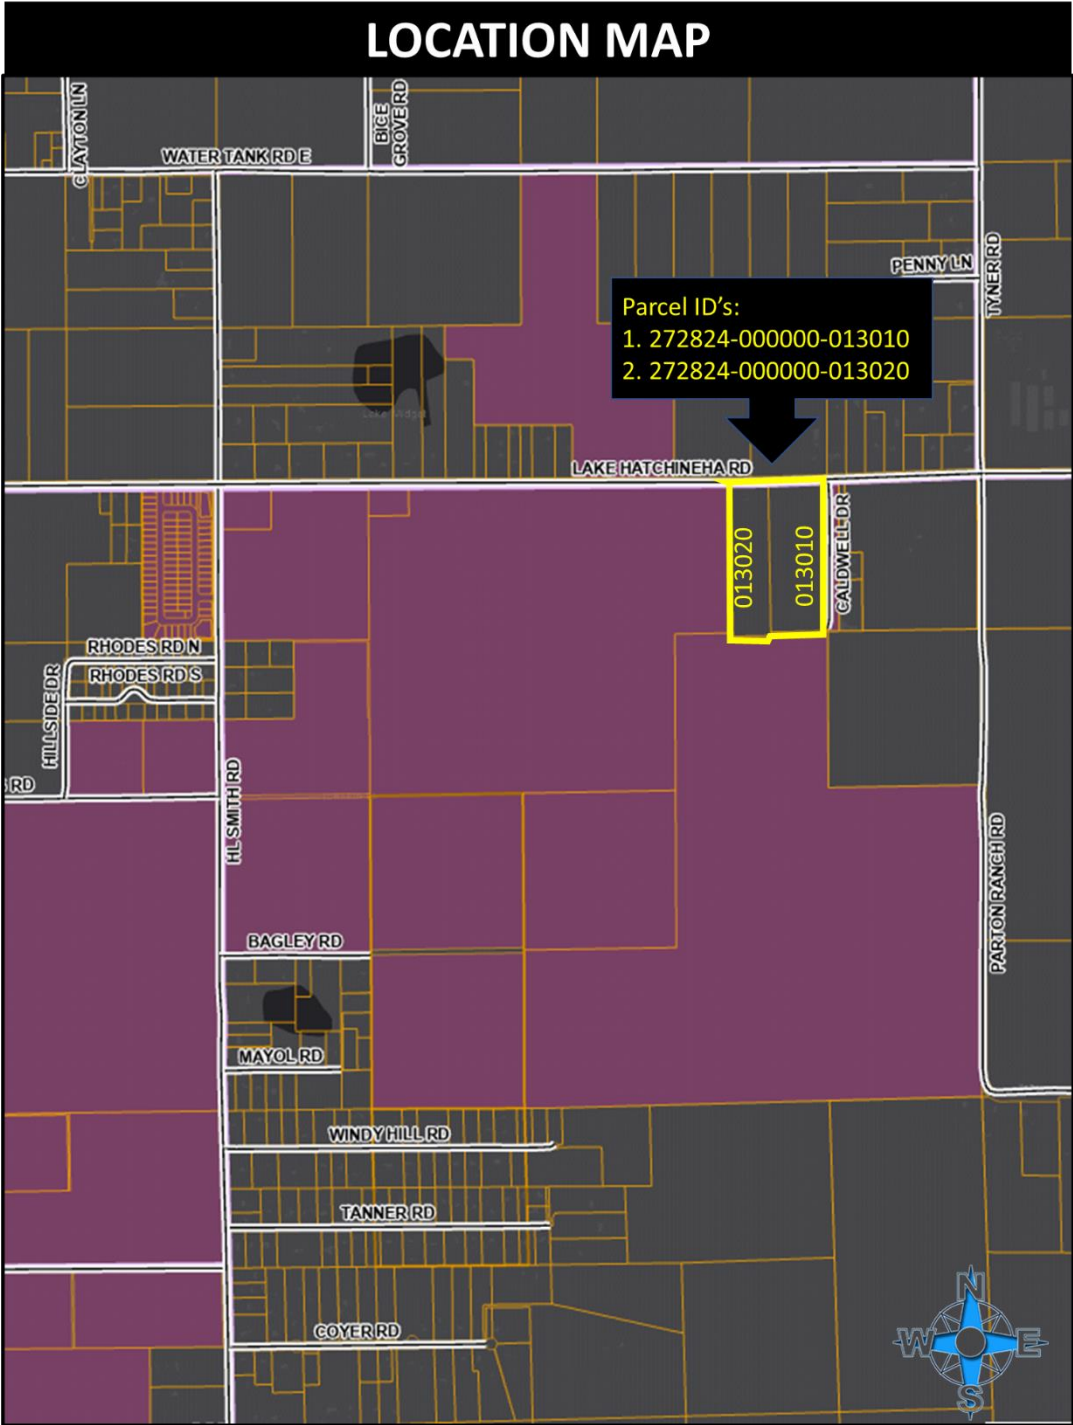 LOCATION MAP
CLAYTON LN
BICE
GROVE RD
WATER TANK RD E
PENNY LN
TYNER RD
Parcel ID's:
1. 272824-000000-013010
2. 272824-000000-013020
LAKE HATCHINEHA RD
013020
013010
CALDWELL DR
RHODES RD N
RHODES RD S
HILLSIDE DR
RD
HL SMITH RD
PARTON RANCH RD
BAGLEY RD
MAYOL RD
WINDY HILL RD
TANNER RD
COYER RD
N
W
E
S